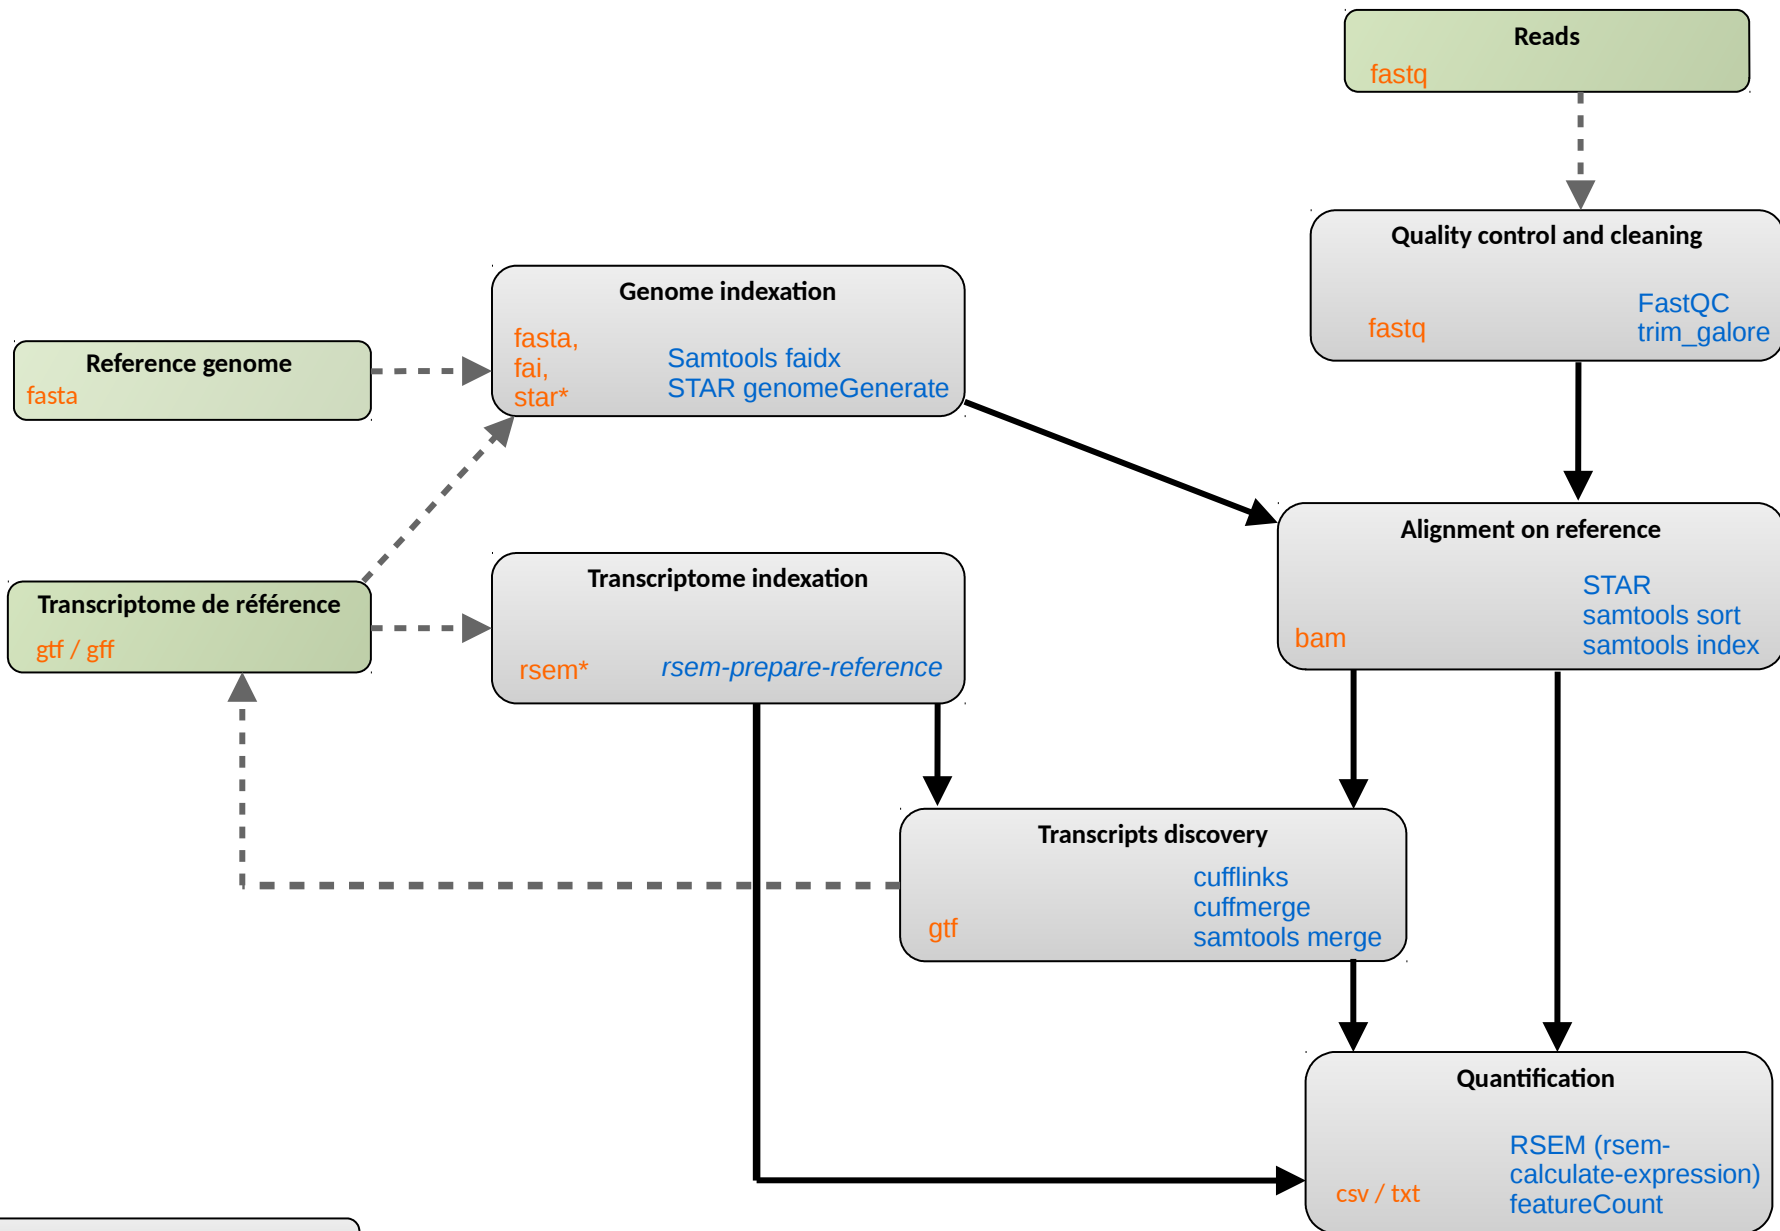 Reads
fastq
Quality control and cleaning
FastQC
fastq
trim_galore
Genome indexation
fasta,
fai,
star*
Samtools faidx
STAR genomeGenerate
Reference genome
fasta
Alignment on reference
STAR
samtools sort
samtools index
bam
Transcriptome indexation
rsem*
rsem-prepare-reference
Transcriptome de référence
gtf / gff
Transcripts discovery
cufflinks
cuffmerge
samtools merge
gtf
Quantification
RSEM (rsem-
calculate-expression)
featureCount
csv / txt